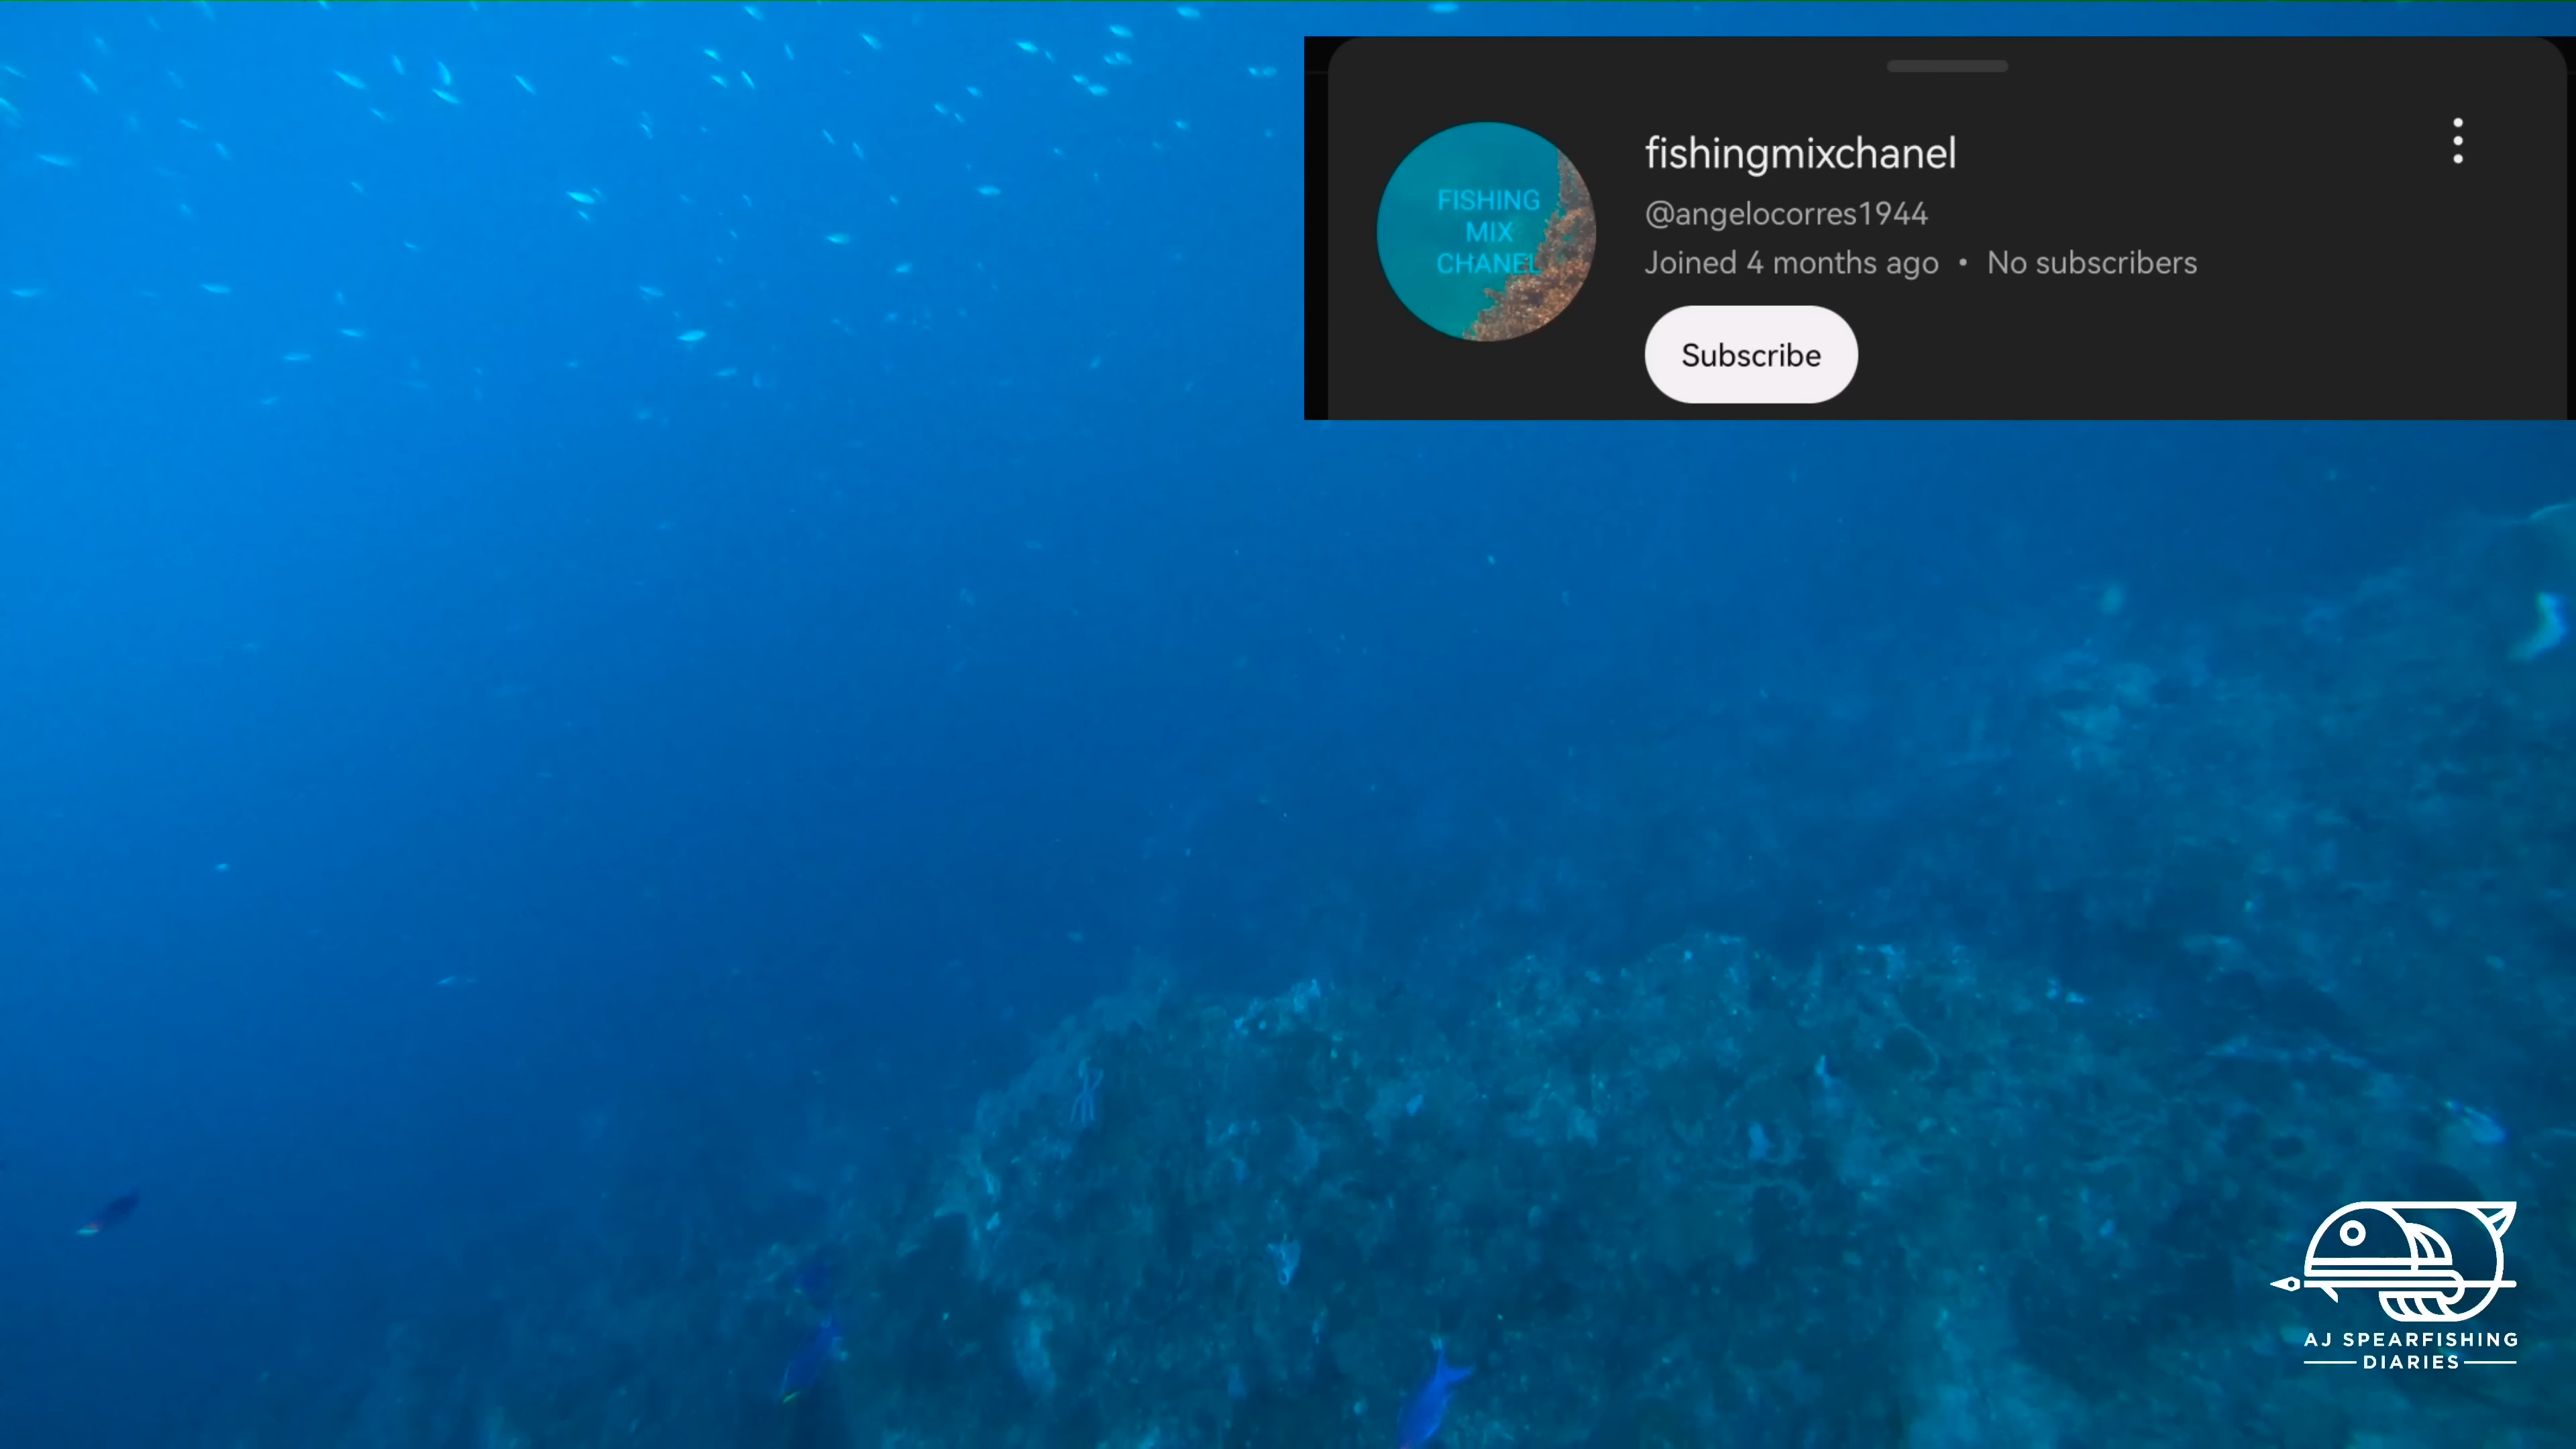 FISHING
MIX
CHANEL
fishingmixchanel
@angelocorres1944
Joined 4 months ago • No subscribers
Subscribe
AJ SPEARFISHING
DIARIES